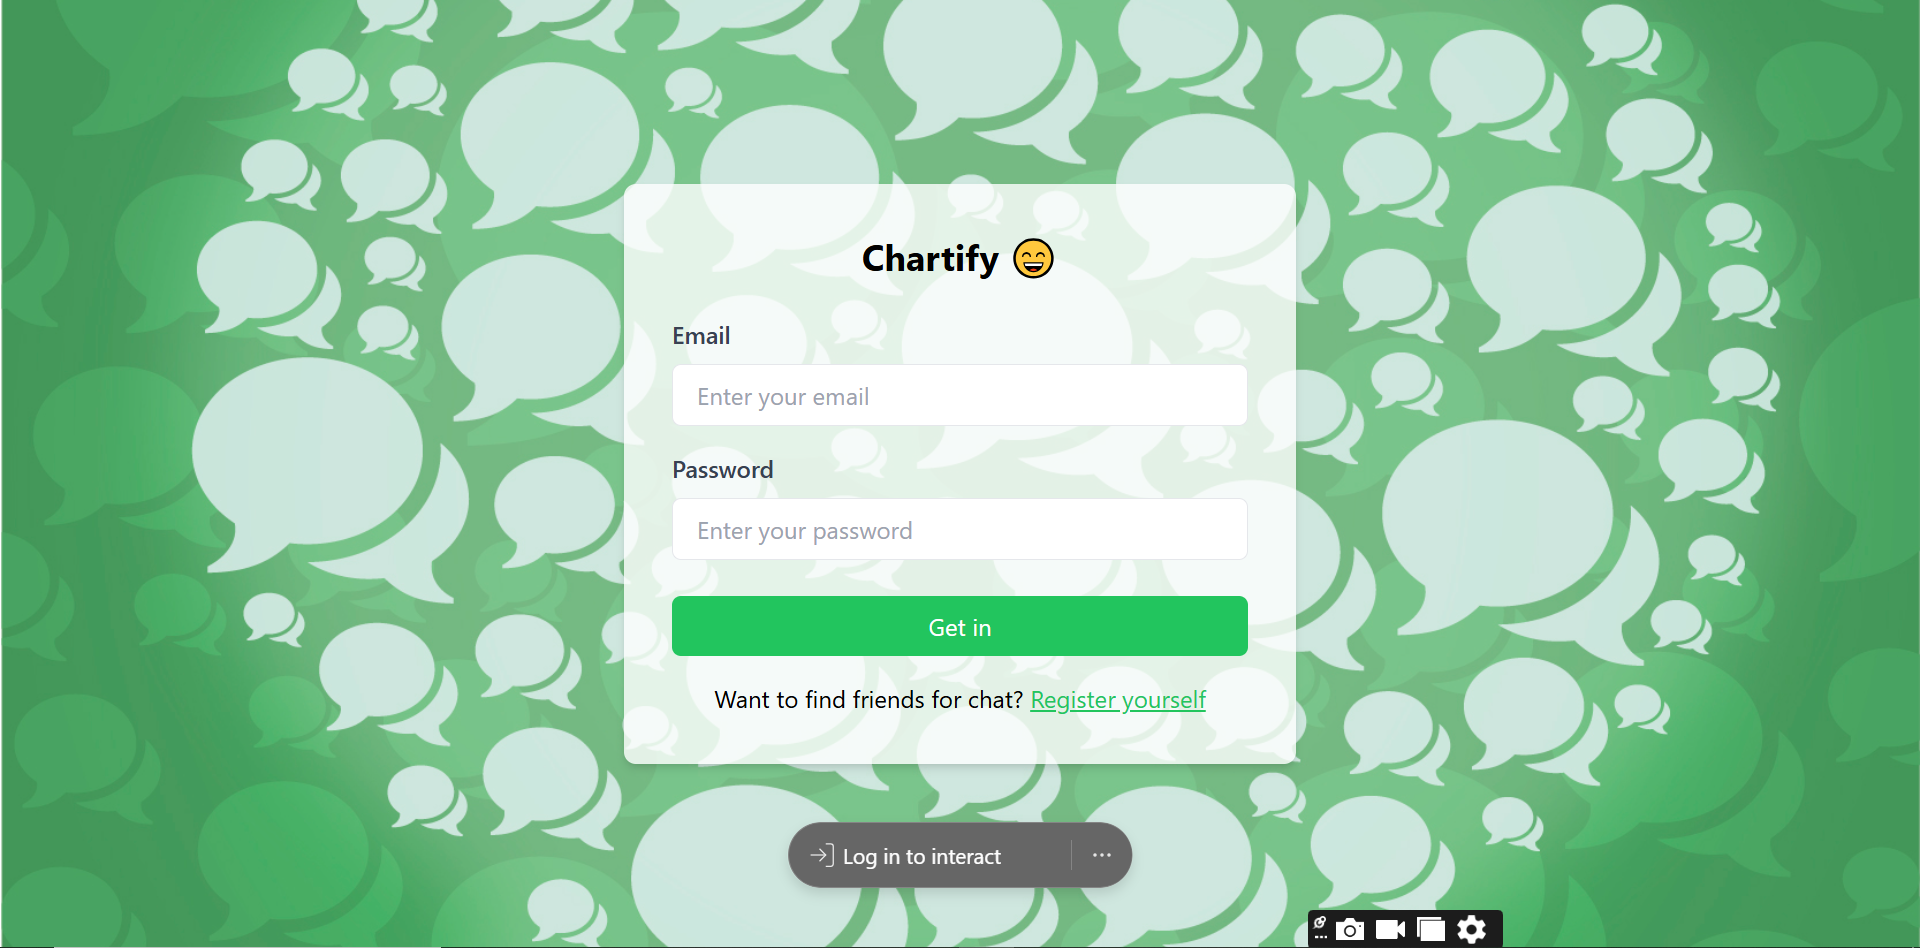 Chartify 😄
Email
Enter your email
Password
Enter your password
Get in
Want to find friends for chat? Register yourself
Log in to interact